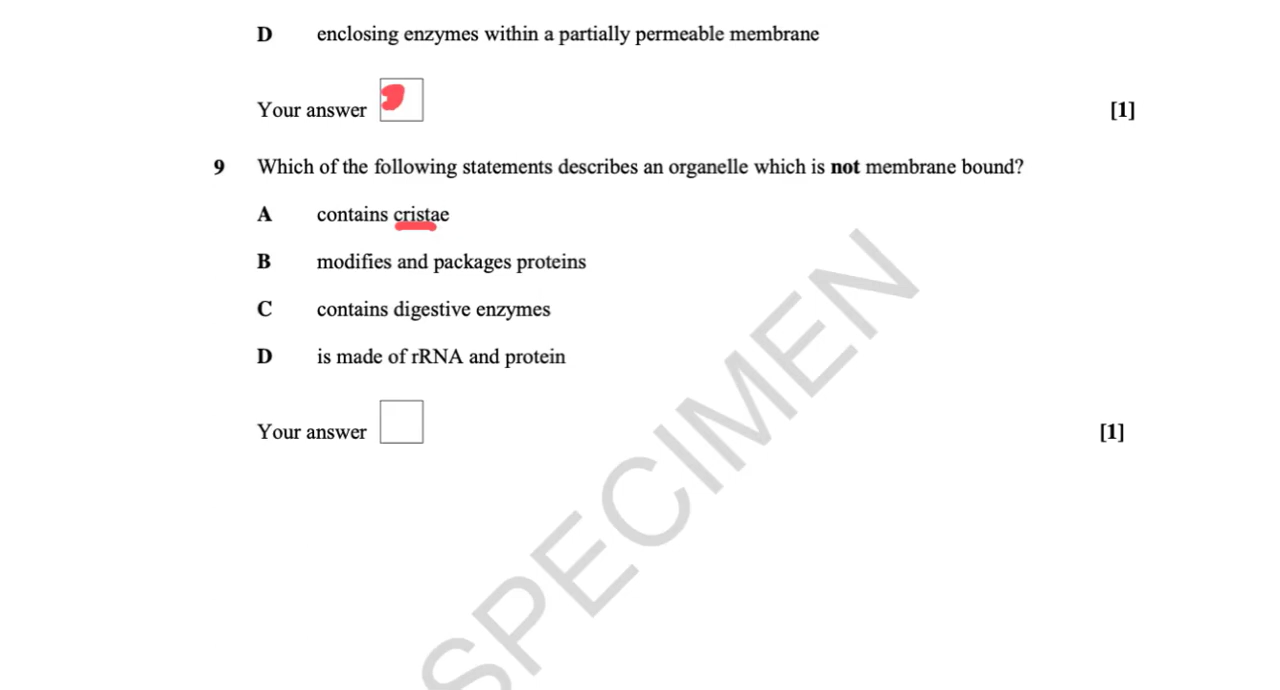 D enclosing enzymes within a partially permeable membrane
Your answer [1]
9 Which of the following statements describes an organelle which is not membrane bound?
A contains cristae
B modifies and packages proteins
C contains digestive enzymes
D is made of rRNA and protein
Your answer [1]
SPECIMEN